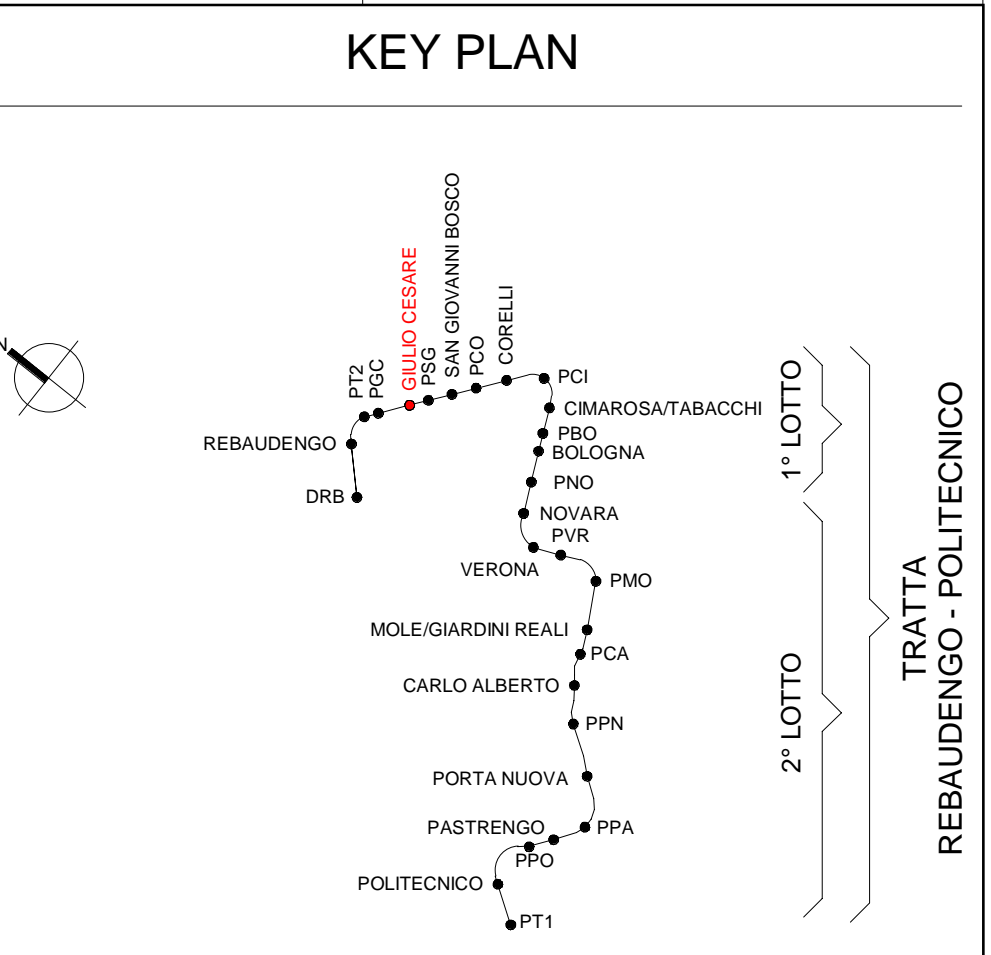 KEY PLAN
N
PT2
PGC
GIULIO CESARE
PSG
SAN GIOVANNI BOSCO
PCO
CORELLI
PCI
CIMAROSA/TABACCHI
REBAUDENGO
PBO
BOLOGNA
DRB
PNO
NOVARA
PVR
VERONA
PMO
MOLE/GIARDINI REALI
PCA
CARLO ALBERTO
PPN
PORTA NUOVA
PASTRENGO
PPA
PPO
POLITECNICO
PT1
1° LOTTO
2° LOTTO
TRATTA
REBAUDENGO - POLITECNICO